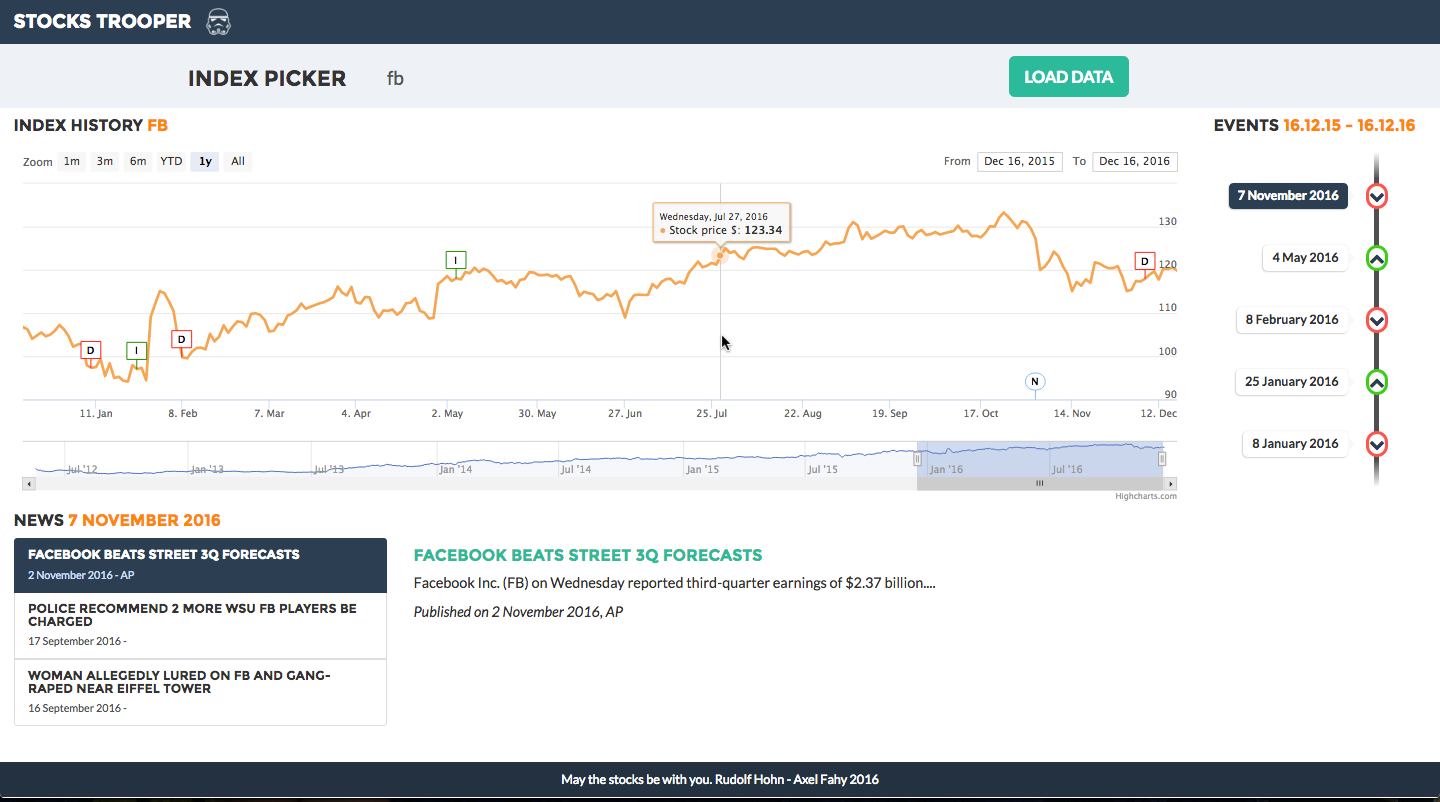 STOCKS TROOPER
INDEX PICKER fb LOAD DATA
INDEX HISTORY FB
Zoom 1m 3m 6m YTD 1y All
From Dec 16, 2015 To Dec 16, 2016
Wednesday, Jul 27, 2016
● Stock price $: 123.34
D
I
D
I
D
N
130
120
110
100
90
11. Jan 8. Feb 7. Mar 4. Apr 2. May 30. May 27. Jun 25. Jul 22. Aug 19. Sep 17. Oct 14. Nov 12. Dec
Jul '12 Jan '13 Jul '13 Jan '14 Jul '14 Jan '15 Jul '15 Jan '16 Jul '16
Highcharts.com
EVENTS 16.12.15 - 16.12.16
7 November 2016
4 May 2016
8 February 2016
25 January 2016
8 January 2016
NEWS 7 NOVEMBER 2016
FACEBOOK BEATS STREET 3Q FORECASTS
2 November 2016 - AP
POLICE RECOMMEND 2 MORE WSU FB PLAYERS BE
CHARGED
17 September 2016 -
WOMAN ALLEGEDLY LURED ON FB AND GANG-
RAPED NEAR EIFFEL TOWER
16 September 2016 -
FACEBOOK BEATS STREET 3Q FORECASTS
Facebook Inc. (FB) on Wednesday reported third-quarter earnings of $2.37 billion....
Published on 2 November 2016, AP
May the stocks be with you. Rudolf Hohn - Axel Fahy 2016